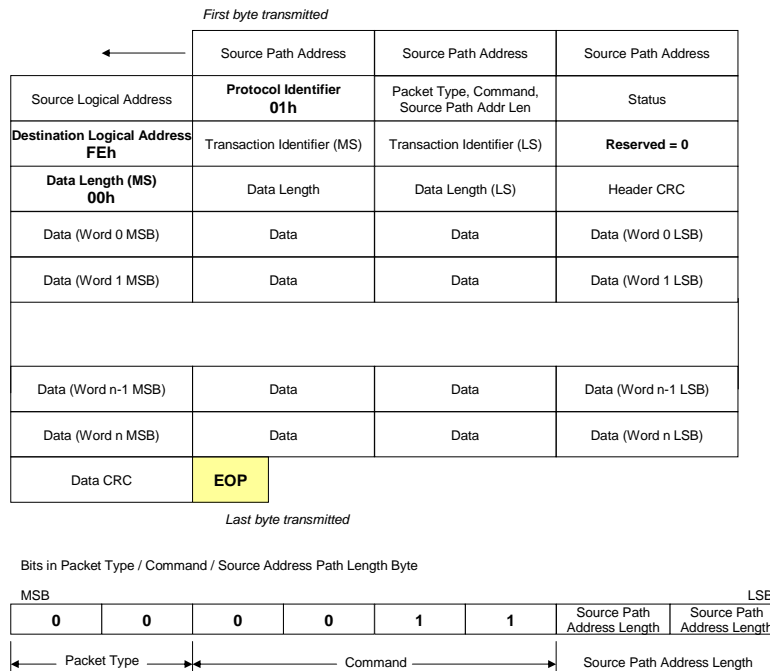 First byte transmitted
Source Path Address
Source Path Address
Source Path Address
Source Logical Address
Protocol Identifier
01h
Packet Type, Command,
Source Path Addr Len
Status
Destination Logical Address
FEh
Transaction Identifier (MS)
Transaction Identifier (LS)
Reserved = 0
Data Length (MS)
00h
Data Length
Data Length (LS)
Header CRC
Data (Word 0 MSB)
Data
Data
Data (Word 0 LSB)
Data (Word 1 MSB)
Data
Data
Data (Word 1 LSB)
Data (Word n-1 MSB)
Data
Data
Data (Word n-1 LSB)
Data (Word n MSB)
Data
Data
Data (Word n LSB)
Data CRC
EOP
Last byte transmitted
Bits in Packet Type / Command / Source Address Path Length Byte
MSB
LSB
0
0
0
0
1
1
Source Path
Address Length
Source Path
Address Length
Packet Type
Command
Source Path Address Length